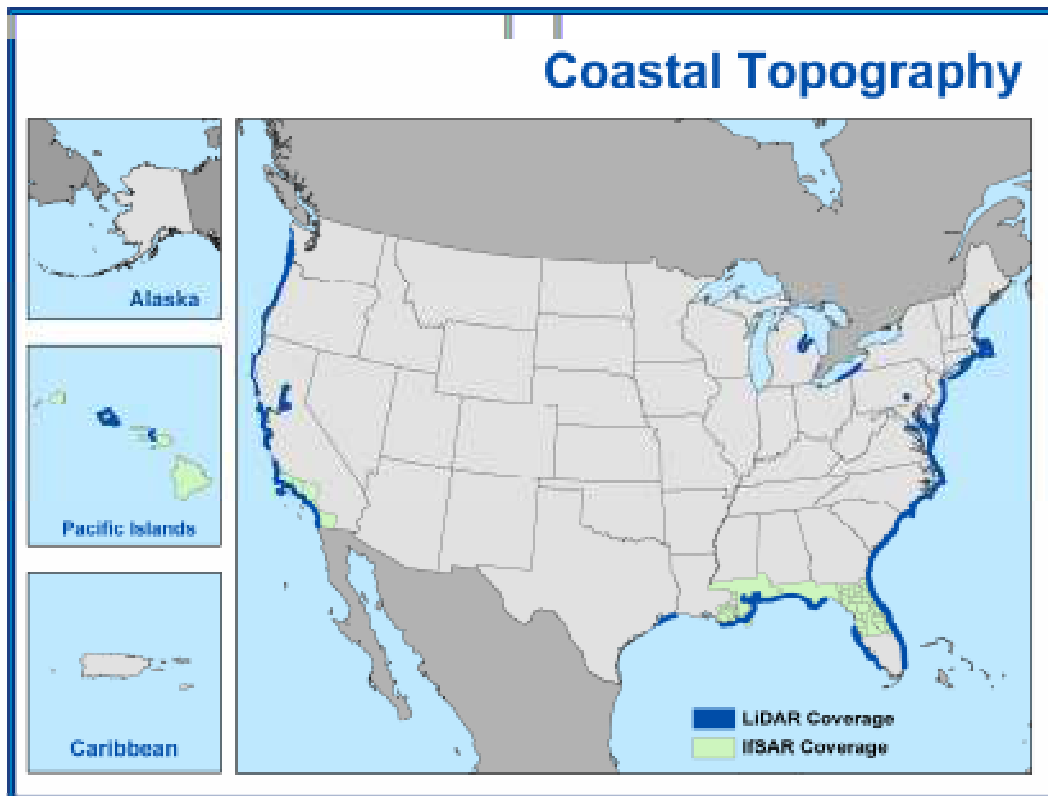 Coastal Topography
Alaska
Pacific Islands
Caribbean
LiDAR Coverage
IfSAR Coverage